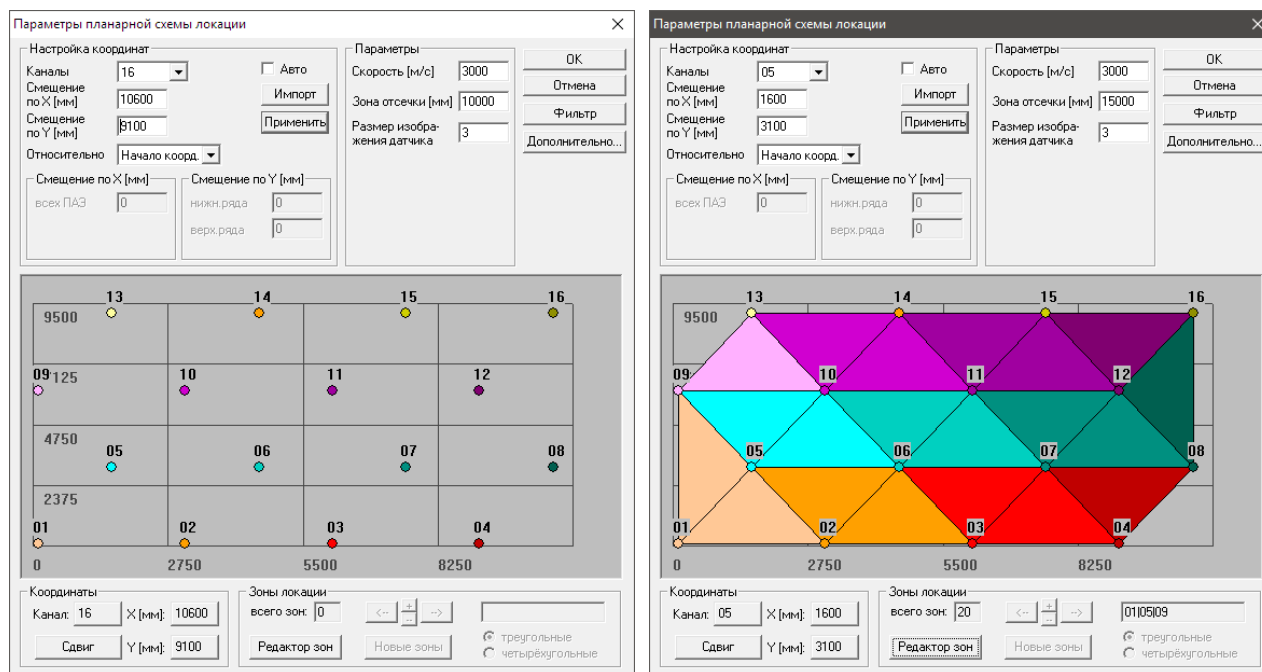 Параметры планарной схемы локации
Настройка координат
Каналы 16
Авто
Смещение по X [мм] 10600
Импорт
Смещение по Y [мм] 9100
Применить
Относительно Начало коорд.
Смещение по X [мм]
всех ПАЭ 0
Смещение по Y [мм]
нижн.ряда 0
верх.ряда 0
Параметры
Скорость [м/с] 3000
Зона отсечки [мм] 10000
Размер изобра-
жения датчика 3
OK
Отмена
Фильтр
Дополнительно...
13 14 15 16
9500
09 7125 10 11 12
4750
05 06 07 08
2375
01 02 03 04
0 2750 5500 8250
Координаты
Канал: 16 X [мм]: 10600
Сдвиг Y [мм]: 9100
Зоны локации
всего зон: 0 <-- + -- -->
Редактор зон Новые зоны
треугольные
четырёхугольные
Параметры планарной схемы локации
Настройка координат
Каналы 05
Авто
Смещение по X [мм] 1600
Импорт
Смещение по Y [мм] 3100
Применить
Относительно Начало коорд.
Смещение по X [мм]
всех ПАЭ 0
Смещение по Y [мм]
нижн.ряда 0
верх.ряда 0
Параметры
Скорость [м/с] 3000
Зона отсечки [мм] 15000
Размер изобра-
жения датчика 3
OK
Отмена
Фильтр
Дополнительно...
13 14 15 16
9500
09 10 11 12
05 06 07 08
01 02 03 04
0 2750 5500 8250
Координаты
Канал: 05 X [мм]: 1600
Сдвиг Y [мм]: 3100
Зоны локации
всего зон: 20 <-- + -- --> 01|05|09
Редактор зон Новые зоны
треугольные
четырёхугольные